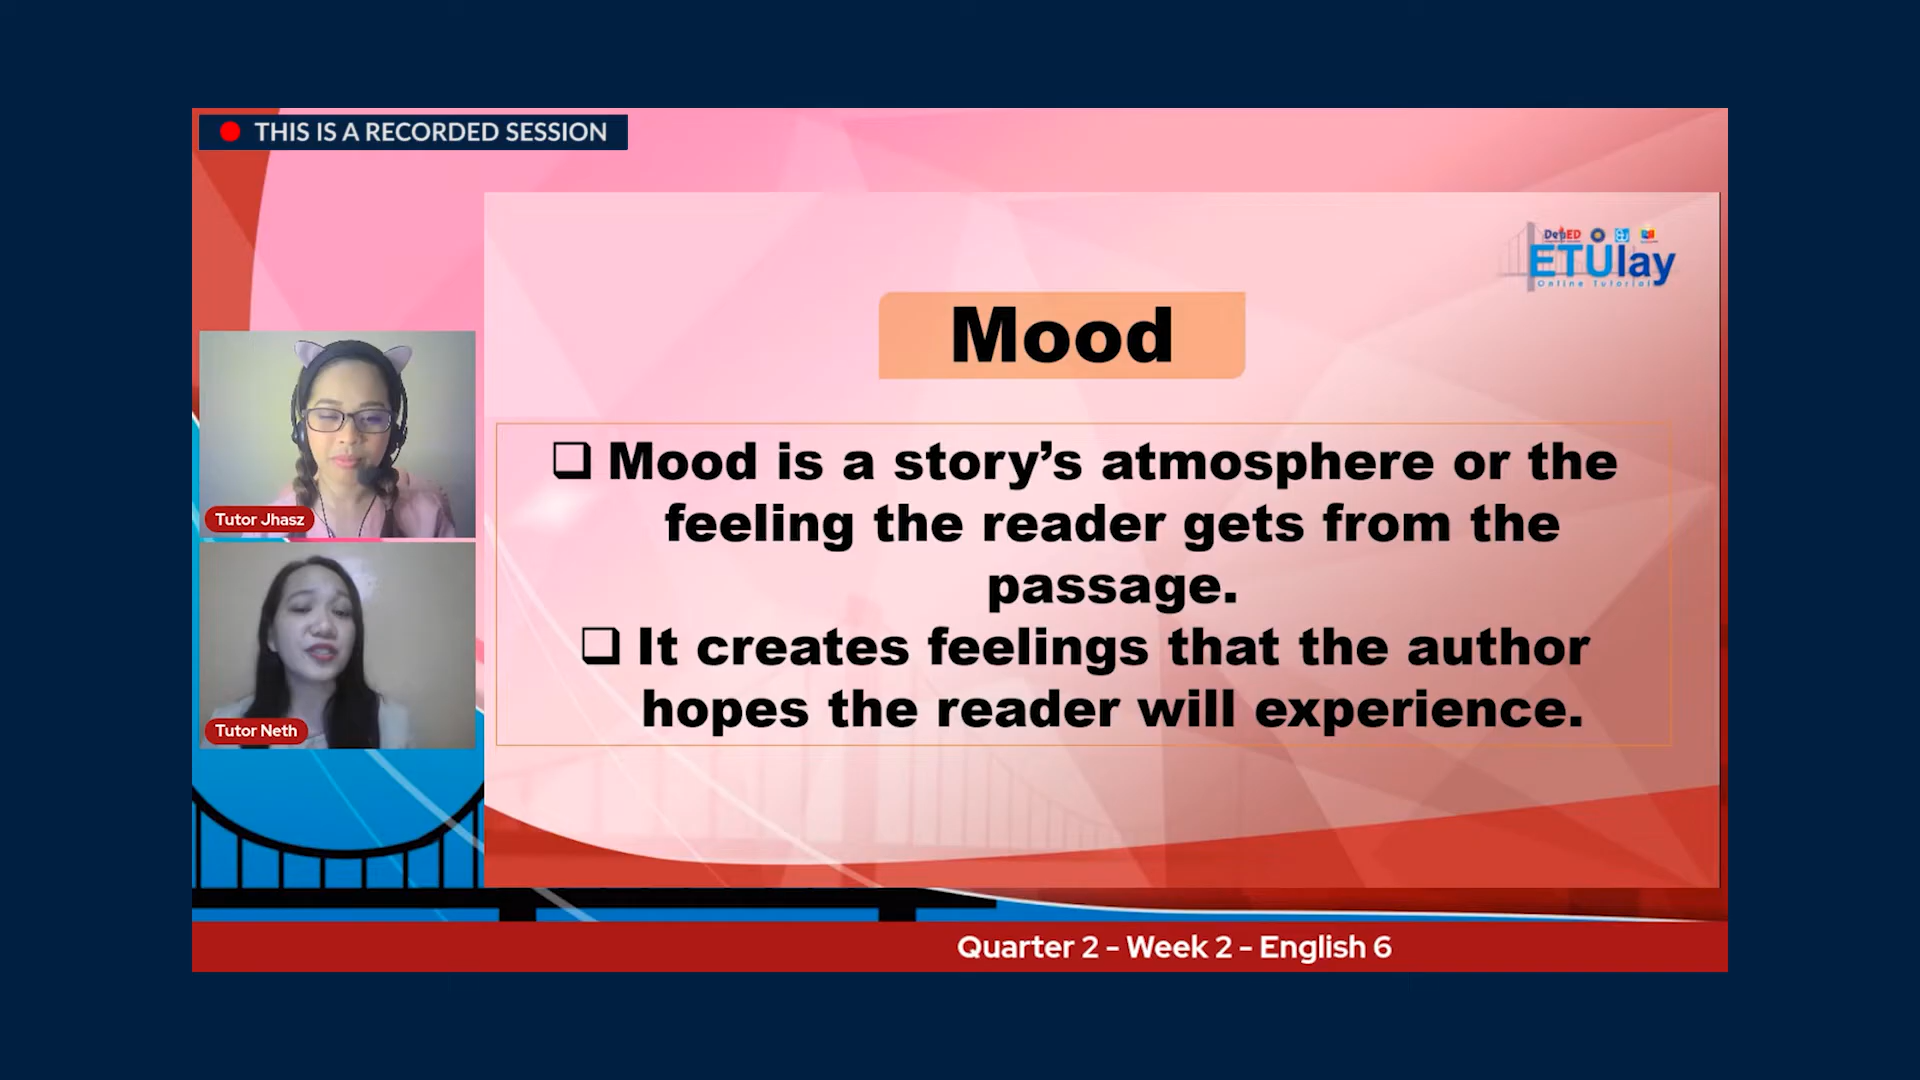 THIS IS A RECORDED SESSION
DepED
ETUlay
Online Tutorial
Mood
❑ Mood is a story’s atmosphere or the
feeling the reader gets from the
passage.
❑ It creates feelings that the author
hopes the reader will experience.
Tutor Jhasz
Tutor Neth
Quarter 2 - Week 2 - English 6